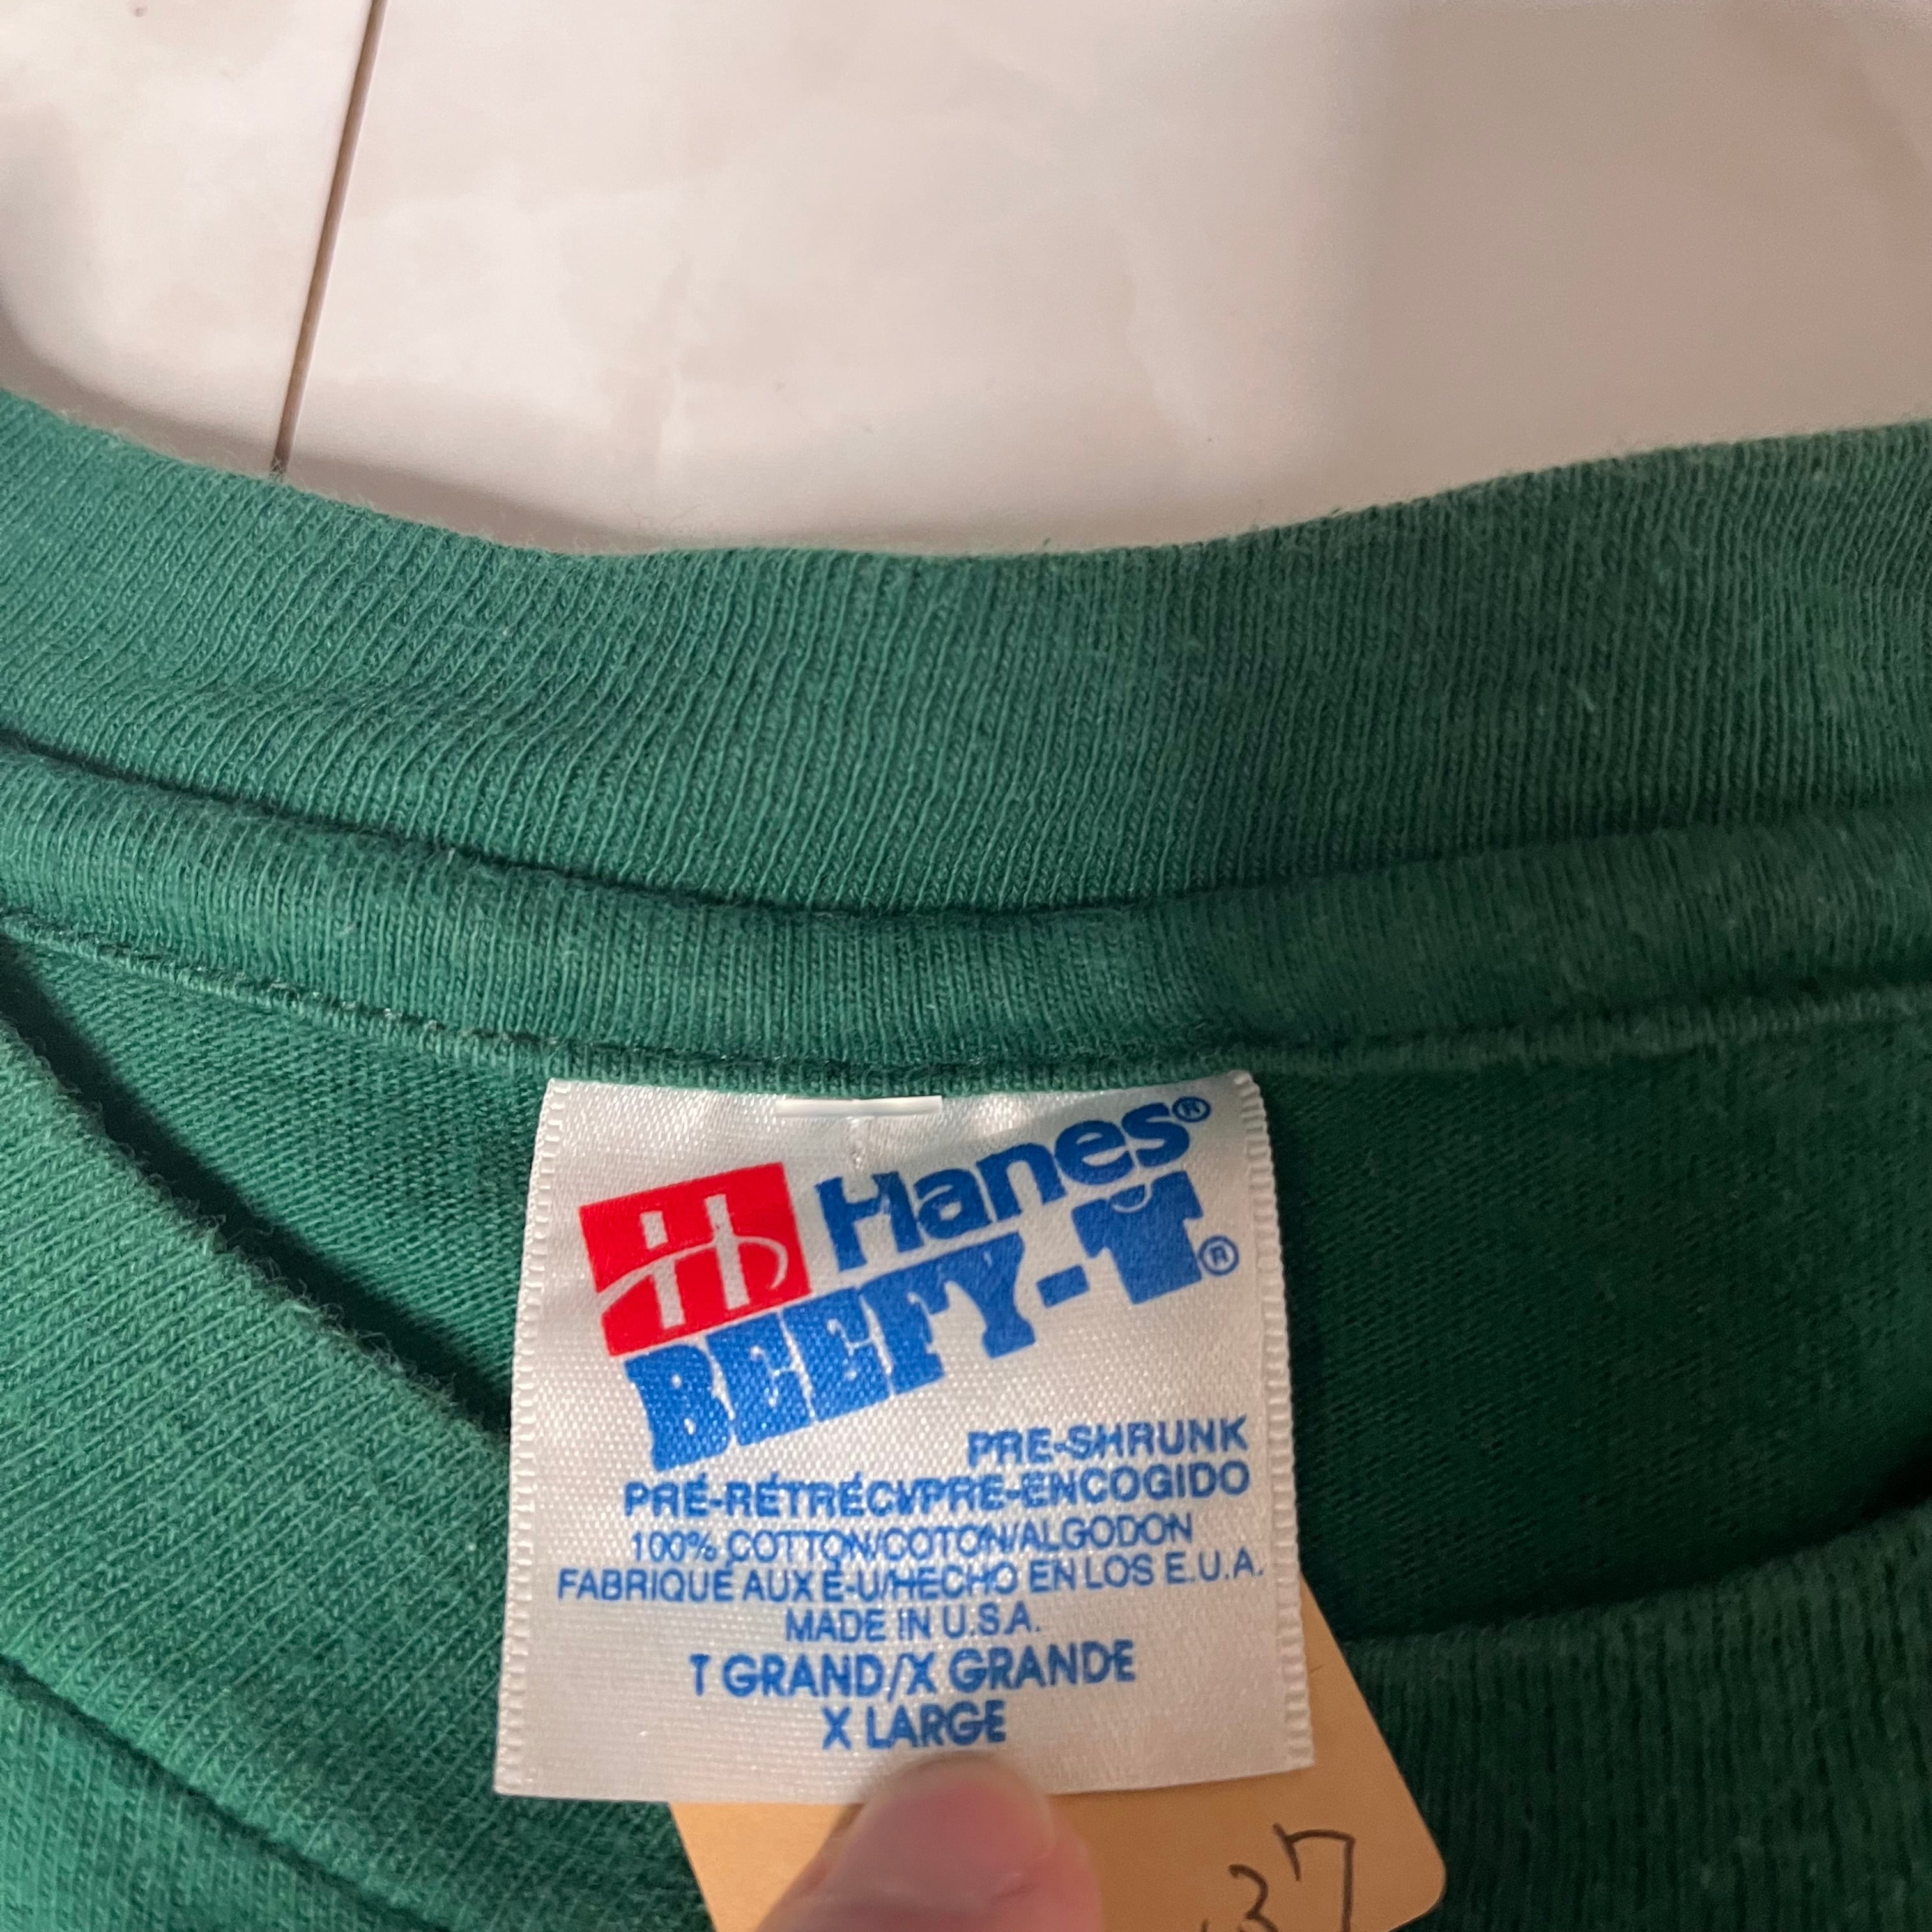 Hanes®
BEEFY-T®
PRE-SHRUNK
PRÉ-RÉTRÉCI/PRE-ENCOGIDO
100% COTTON/COTON/ALGODON
FABRIQUE AUX E-U/HECHO EN LOS E.U.A.
MADE IN U.S.A.
T GRAND/X GRANDE
X LARGE
37